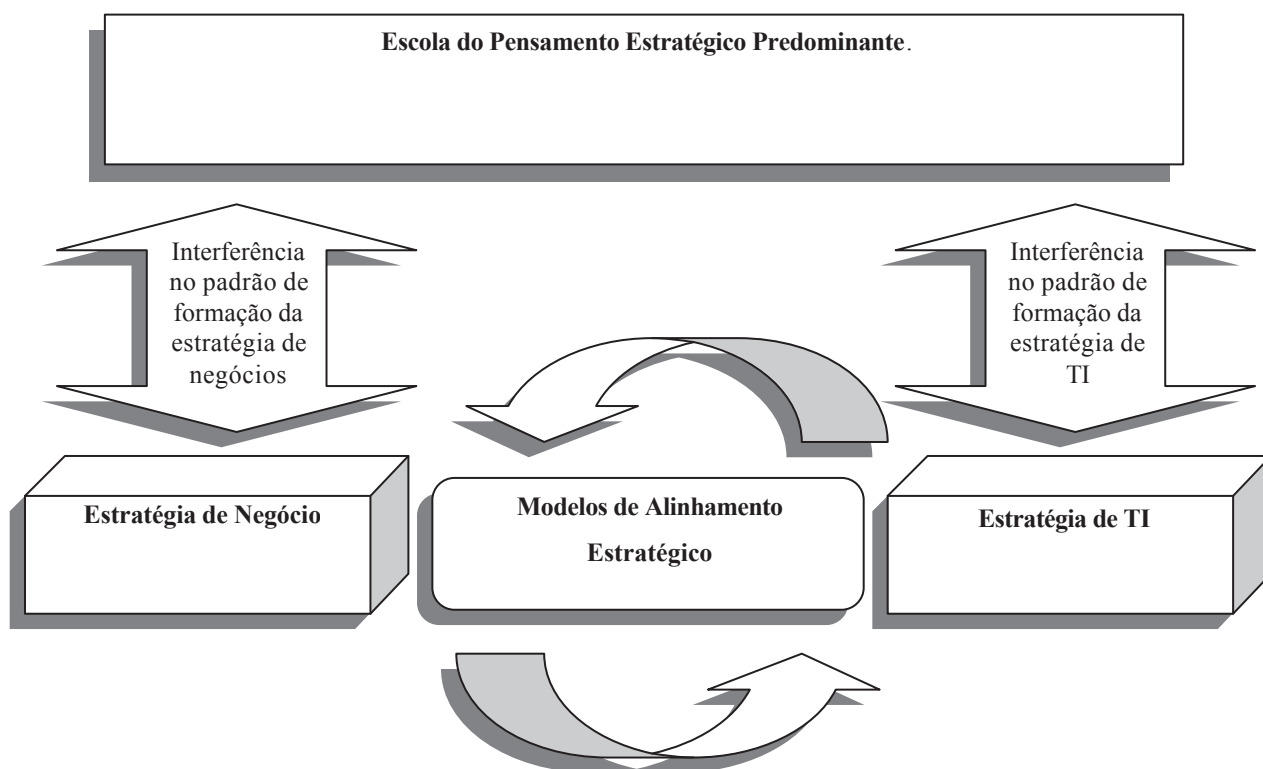 Escola do Pensamento Estratégico Predominante.
Interferência
no padrão de
formação da
estratégia de
negócios
Interferência
no padrão de
formação da
estratégia de
TI
Estratégia de Negócio
Modelos de Alinhamento
Estratégico
Estratégia de TI